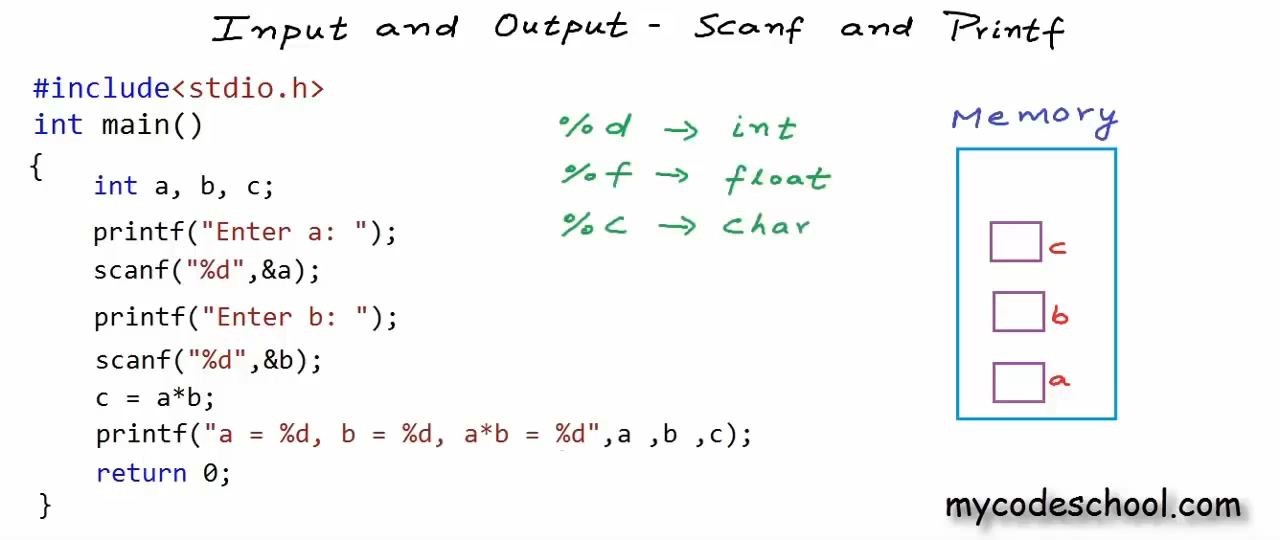 Input and Output - Scanf and Printf
#include<stdio.h>
int main()
{
int a, b, c;
printf("Enter a: ");
scanf("%d",&a);
printf("Enter b: ");
scanf("%d",&b);
c = a*b;
printf("a = %d, b = %d, a*b = %d",a ,b ,c);
return 0;
}
%d → int
%f → float
%c → char
Memory
c
b
a
mycodeschool.com